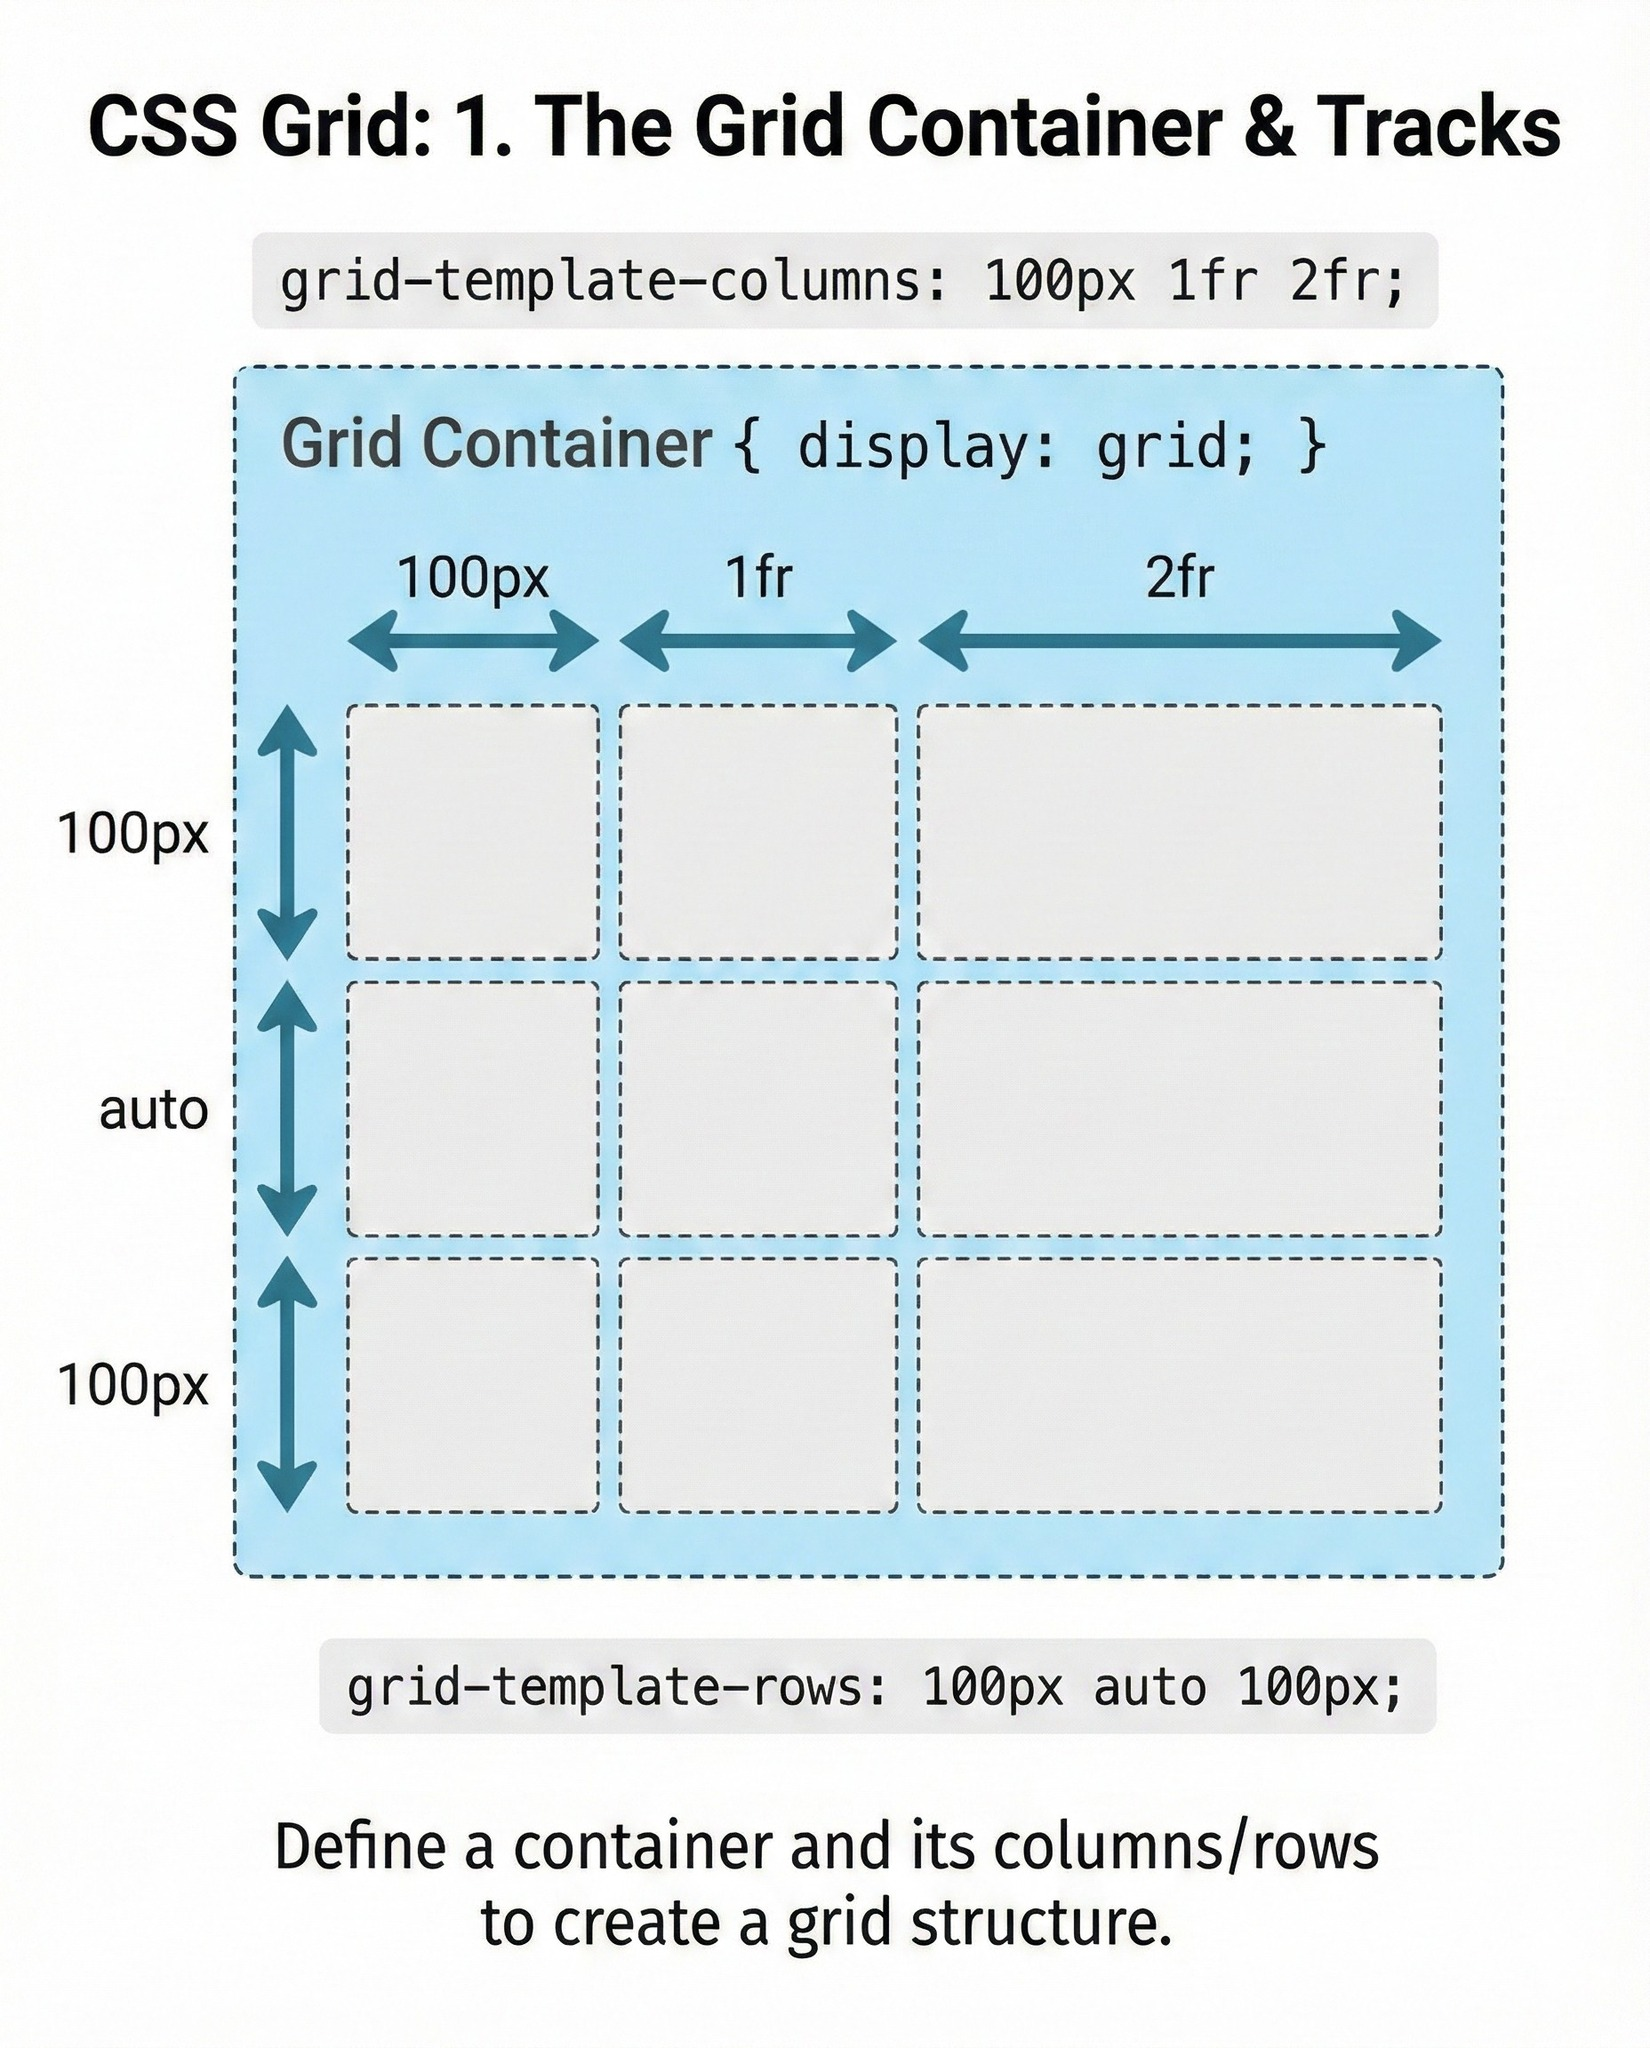 CSS Grid: 1. The Grid Container & Tracks
grid-template-columns: 100px 1fr 2fr;
Grid Container { display: grid; }
100px 1fr 2fr
100px
auto
100px
grid-template-rows: 100px auto 100px;
Define a container and its columns/rows
to create a grid structure.